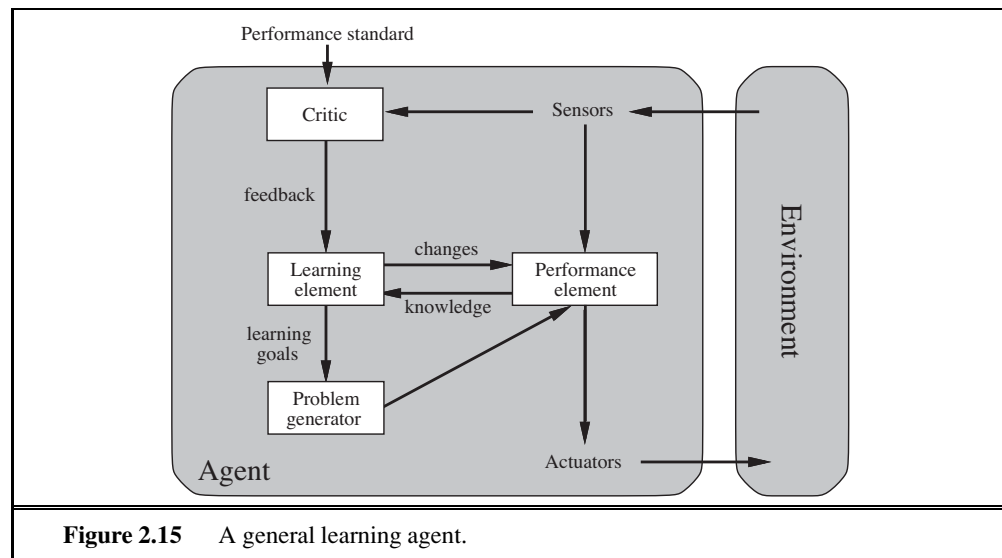 Performance standard
Critic
Sensors
feedback
changes
Learning
element
Performance
element
knowledge
learning
goals
Problem
generator
Actuators
Agent
Environment
Figure 2.15 A general learning agent.